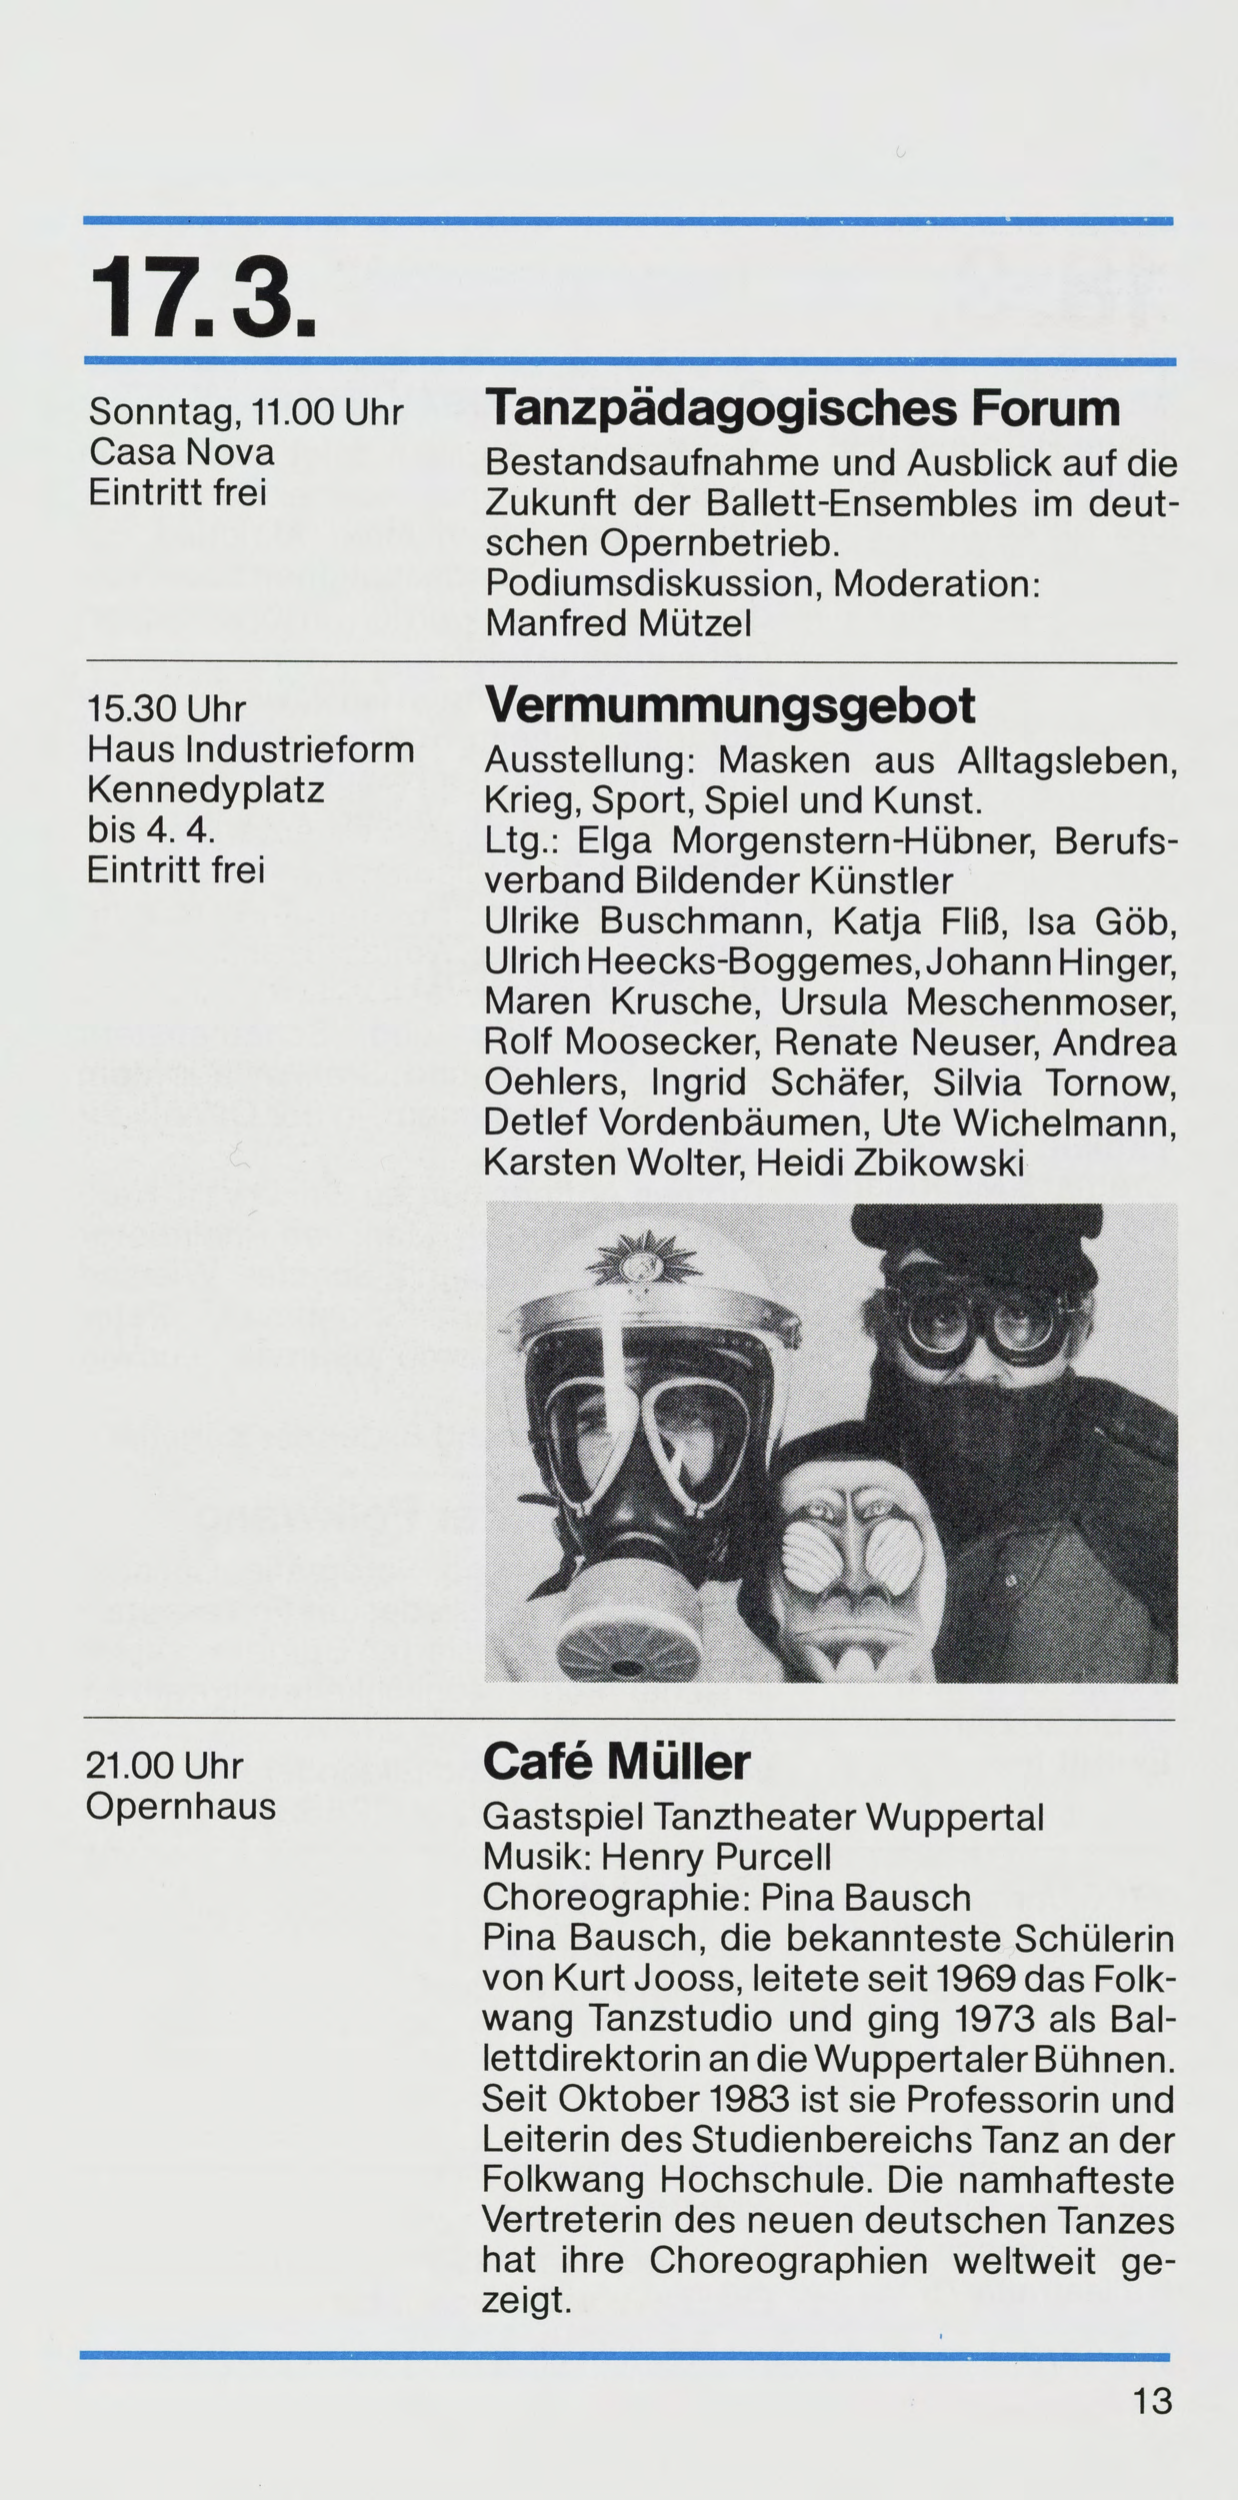 17. 3.
Sonntag, 11.00 Uhr
Casa Nova
Eintritt frei
Tanzpädagogisches Forum
Bestandsaufnahme und Ausblick auf die
Zukunft der Ballett-Ensembles im deut-
schen Opernbetrieb.
Podiumsdiskussion, Moderation:
Manfred Mützel
15.30 Uhr
Haus Industrieform
Kennedyplatz
bis 4. 4.
Eintritt frei
Vermummungsgebot
Ausstellung: Masken aus Alltagsleben,
Krieg, Sport, Spiel und Kunst.
Ltg.: Elga Morgenstern-Hübner, Berufs-
verband Bildender Künstler
Ulrike Buschmann, Katja Fliß, Isa Göb,
Ulrich Heecks-Boggemes, Johann Hinger,
Maren Krusche, Ursula Meschenmoser,
Rolf Moosecker, Renate Neuser, Andrea
Oehlers, Ingrid Schäfer, Silvia Tornow,
Detlef Vordenbäumen, Ute Wichelmann,
Karsten Wolter, Heidi Zbikowski
21.00 Uhr
Opernhaus
Café Müller
Gastspiel Tanztheater Wuppertal
Musik: Henry Purcell
Choreographie: Pina Bausch
Pina Bausch, die bekannteste Schülerin
von Kurt Jooss, leitete seit 1969 das Folk-
wang Tanzstudio und ging 1973 als Bal-
lettdirektorin an die Wuppertaler Bühnen.
Seit Oktober 1983 ist sie Professorin und
Leiterin des Studienbereichs Tanz an der
Folkwang Hochschule. Die namhafteste
Vertreterin des neuen deutschen Tanzes
hat ihre Choreographien weltweit ge-
zeigt.
13